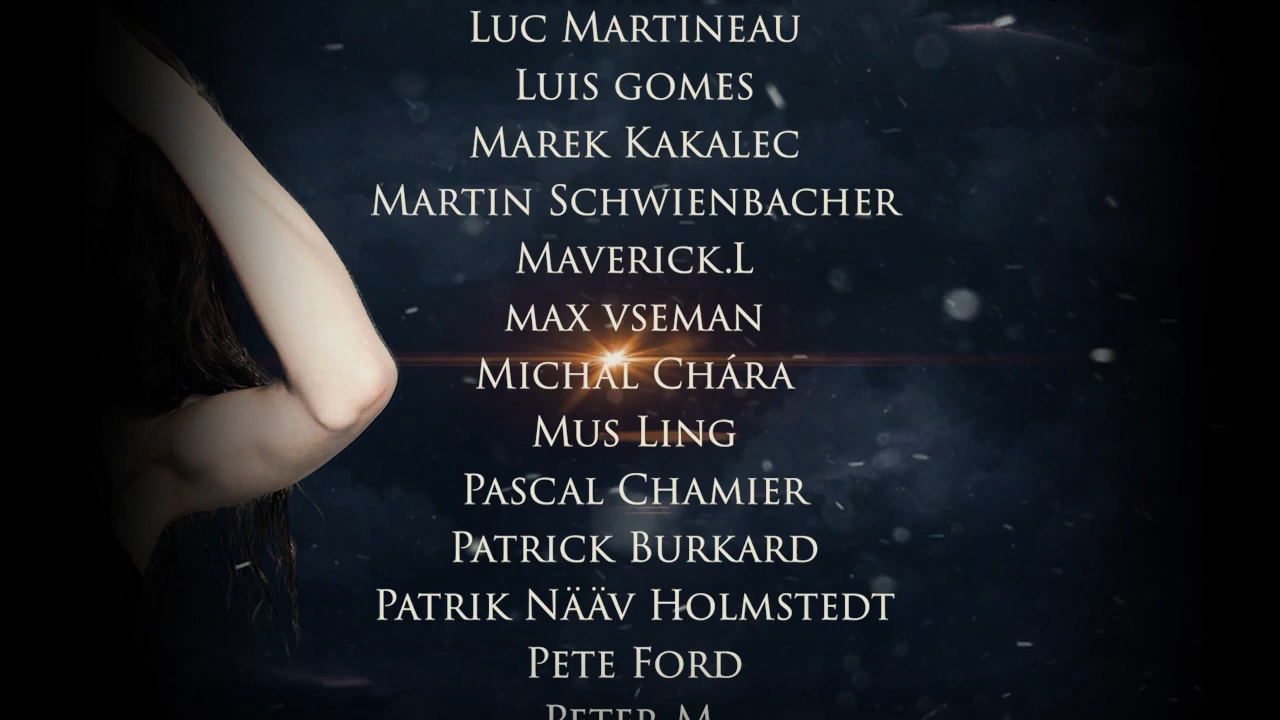 Luc Martineau
Luis gomes
Marek Kakalec
Martin Schwienbacher
Maverick.L
max vseman
Michal Chára
Mus Ling
Pascal Chamier
Patrick Burkard
Patrik Nääv Holmstedt
Pete Ford
Peter M